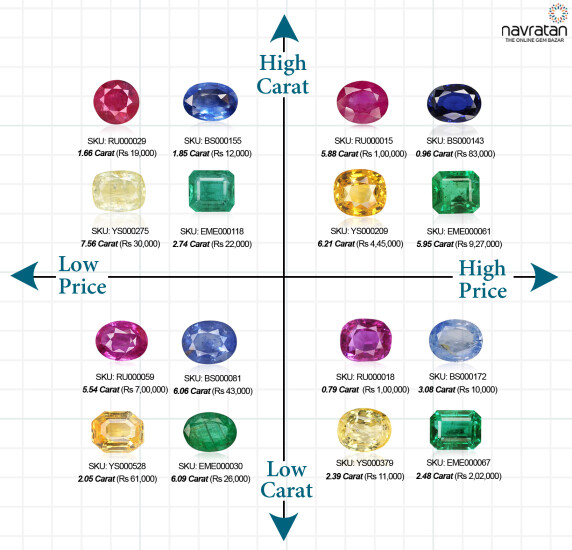 navratan
THE ONLINE GEM BAZAR
High
Carat
SKU: RU000029
1.66 Carat (Rs 19,000)
SKU: BS000155
1.85 Carat (Rs 12,000)
SKU: RU000015
5.88 Carat (Rs 1,00,000)
SKU: BS000143
0.96 Carat (Rs 83,000)
SKU: YS000275
7.56 Carat (Rs 30,000)
SKU: EME000118
2.74 Carat (Rs 22,000)
SKU: YS000209
6.21 Carat (Rs 4,45,000)
SKU: EME000061
5.95 Carat (Rs 9,27,000)
Low
Price
High
Price
SKU: RU000059
5.54 Carat (Rs 7,00,000)
SKU: BS000081
6.06 Carat (Rs 43,000)
SKU: RU000018
0.79 Carat (Rs 1,00,000)
SKU: BS000172
3.08 Carat (Rs 10,000)
SKU: YS000528
2.05 Carat (Rs 61,000)
SKU: EME000030
6.09 Carat (Rs 26,000)
SKU: YS000379
2.39 Carat (Rs 11,000)
SKU: EME000067
2.48 Carat (Rs 2,02,000)
Low
Carat